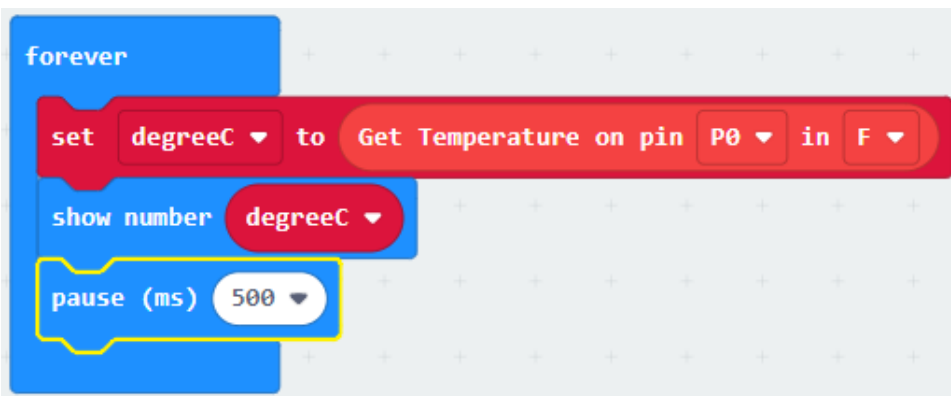 forever
set degreeC to Get Temperature on pin P0 in F
show number degreeC
pause (ms) 500